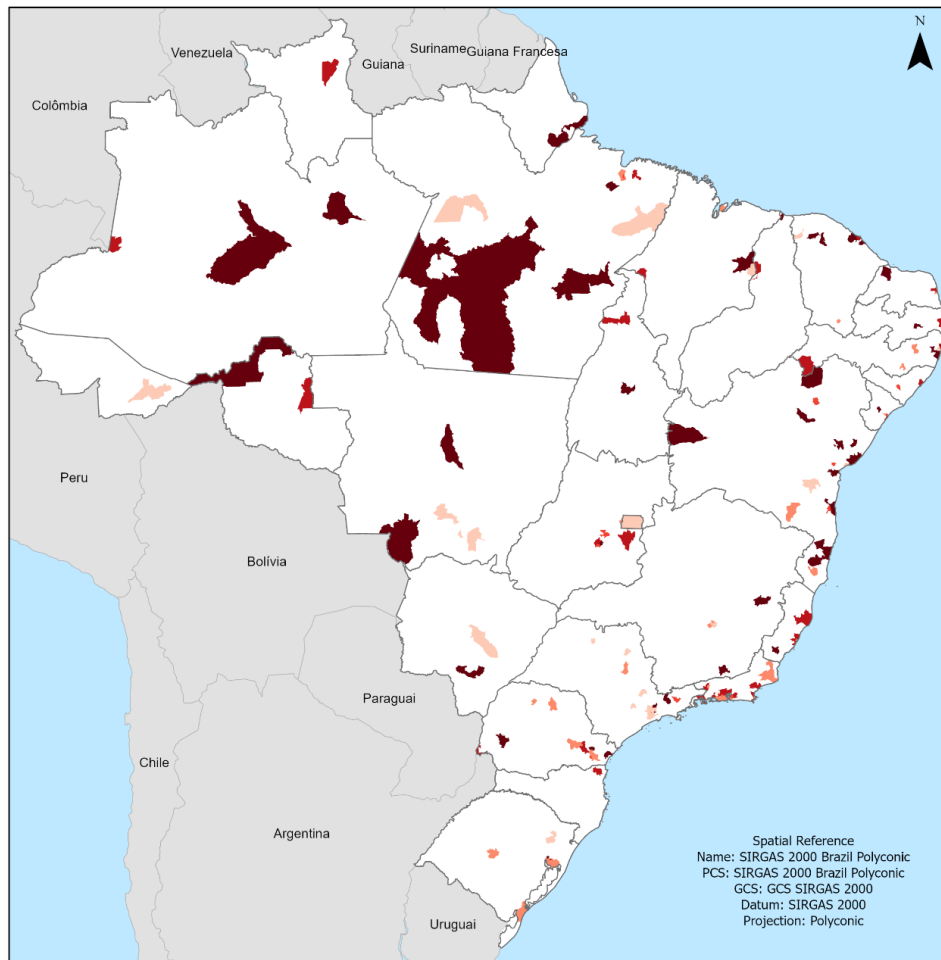 N
Suriname
Guiana Francesa
Venezuela
Guiana
Colômbia
Peru
Bolívia
Paraguai
Chile
Argentina
Uruguai
Spatial Reference
Name: SIRGAS 2000 Brazil Polyconic
PCS: SIRGAS 2000 Brazil Polyconic
GCS: GCS SIRGAS 2000
Datum: SIRGAS 2000
Projection: Polyconic